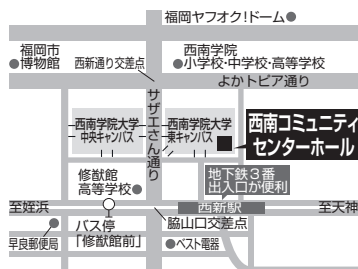 福岡ヤフオク!ドーム
福岡市
博物館
西新通り交差点
西南学院
小学校・中学校・高等学校
よかトピア通り
サザエさん通り
西南学院大学
中央キャンパス
西南学院大学
東キャンパス
西南コミュニティ
センターホール
修猷館
高等学校
地下鉄3番
出入口が便利
至姪浜
西新駅
至天神
早良郵便局
バス停
「修猷館前」
脇山口交差点
ベスト電器